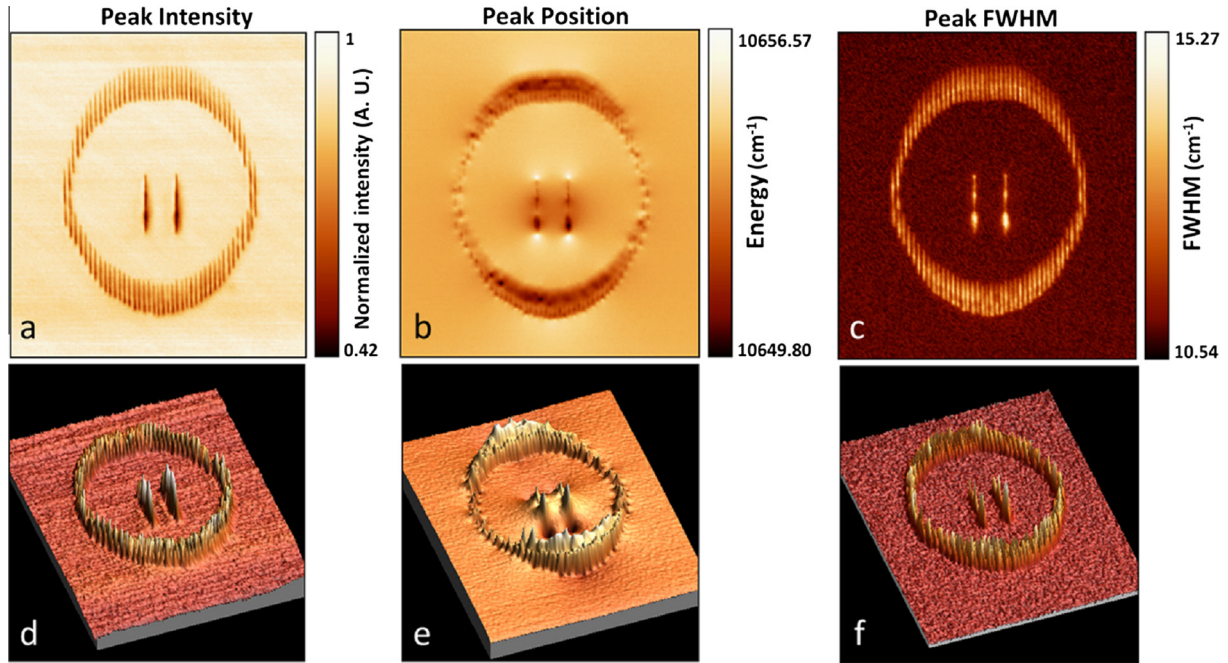 Peak Intensity
Peak Position
Peak FWHM
1
Normalized intensity (A. U.)
0.42
a
10656.57
Energy (cm⁻¹)
10649.80
b
15.27
FWHM (cm⁻¹)
10.54
c
d
e
f